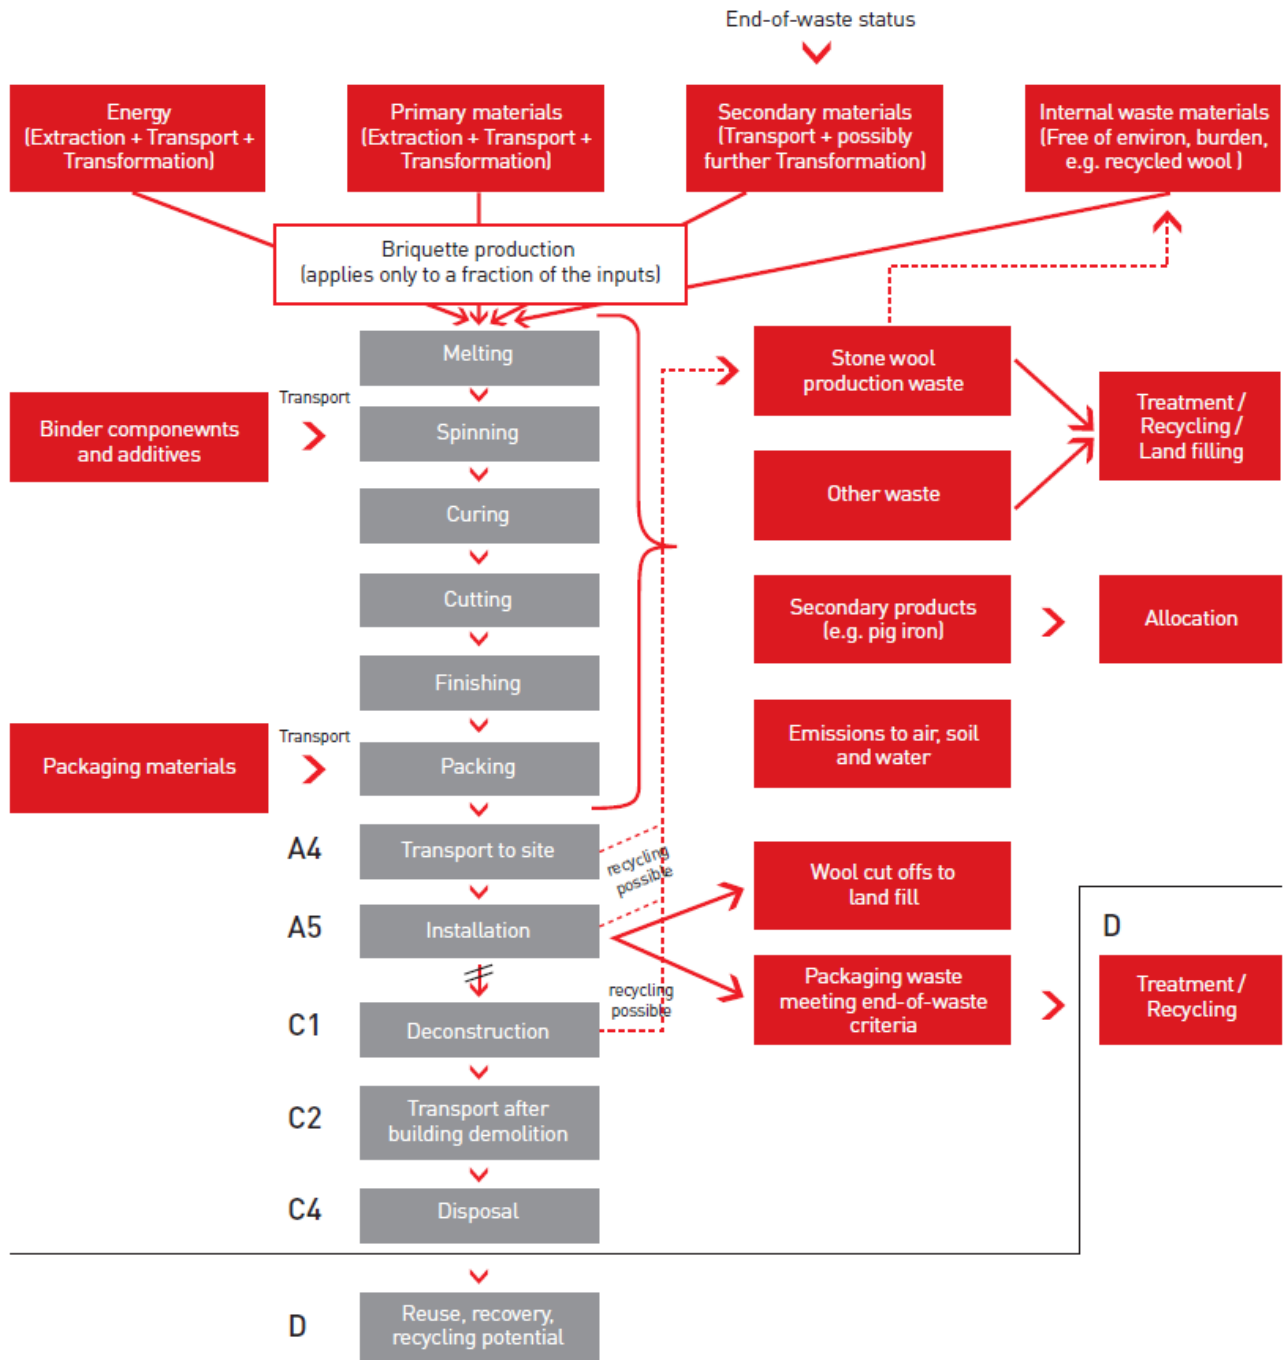 End-of-waste status
Energy
(Extraction + Transport +
Transformation)
Primary materials
(Extraction + Transport +
Transformation)
Secondary materials
(Transport + possibly
further Transformation)
Internal waste materials
(Free of environ, burden,
e.g. recycled wool )
Briquette production
(applies only to a fraction of the inputs)
Melting
Stone wool
production waste
Binder componewnts
and additives
Transport
Spinning
Treatment /
Recycling /
Land filling
Curing
Other waste
Cutting
Secondary products
(e.g. pig iron)
Allocation
Finishing
Packaging materials
Transport
Packing
Emissions to air, soil
and water
A4
Transport to site
recycling
possible
Wool cut offs to
land fill
A5
Installation
D
recycling
possible
Packaging waste
meeting end-of-waste
criteria
Treatment /
Recycling
C1
Deconstruction
C2
Transport after
building demolition
C4
Disposal
D
Reuse, recovery,
recycling potential